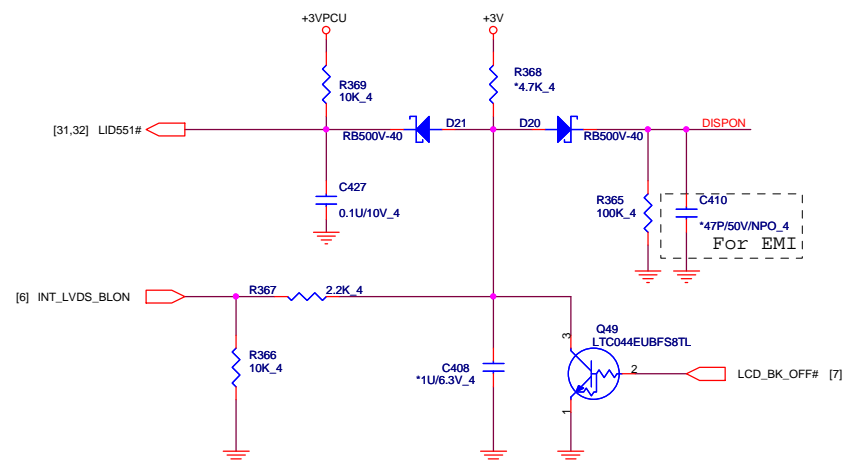 +3VPCU
+3V
R369
10K_4
R368
*4.7K_4
[31,32] LID551#
D21
RB500V-40
D20
RB500V-40
DISPON
C427
0.1U/10V_4
R365
100K_4
C410
*47P/50V/NPO_4
For EMI
[6] INT_LVDS_BLON
R367
2.2K_4
R366
10K_4
C408
*1U/6.3V_4
3
Q49
LTC044EUBFS8TL
2
1
LCD_BK_OFF# [7]